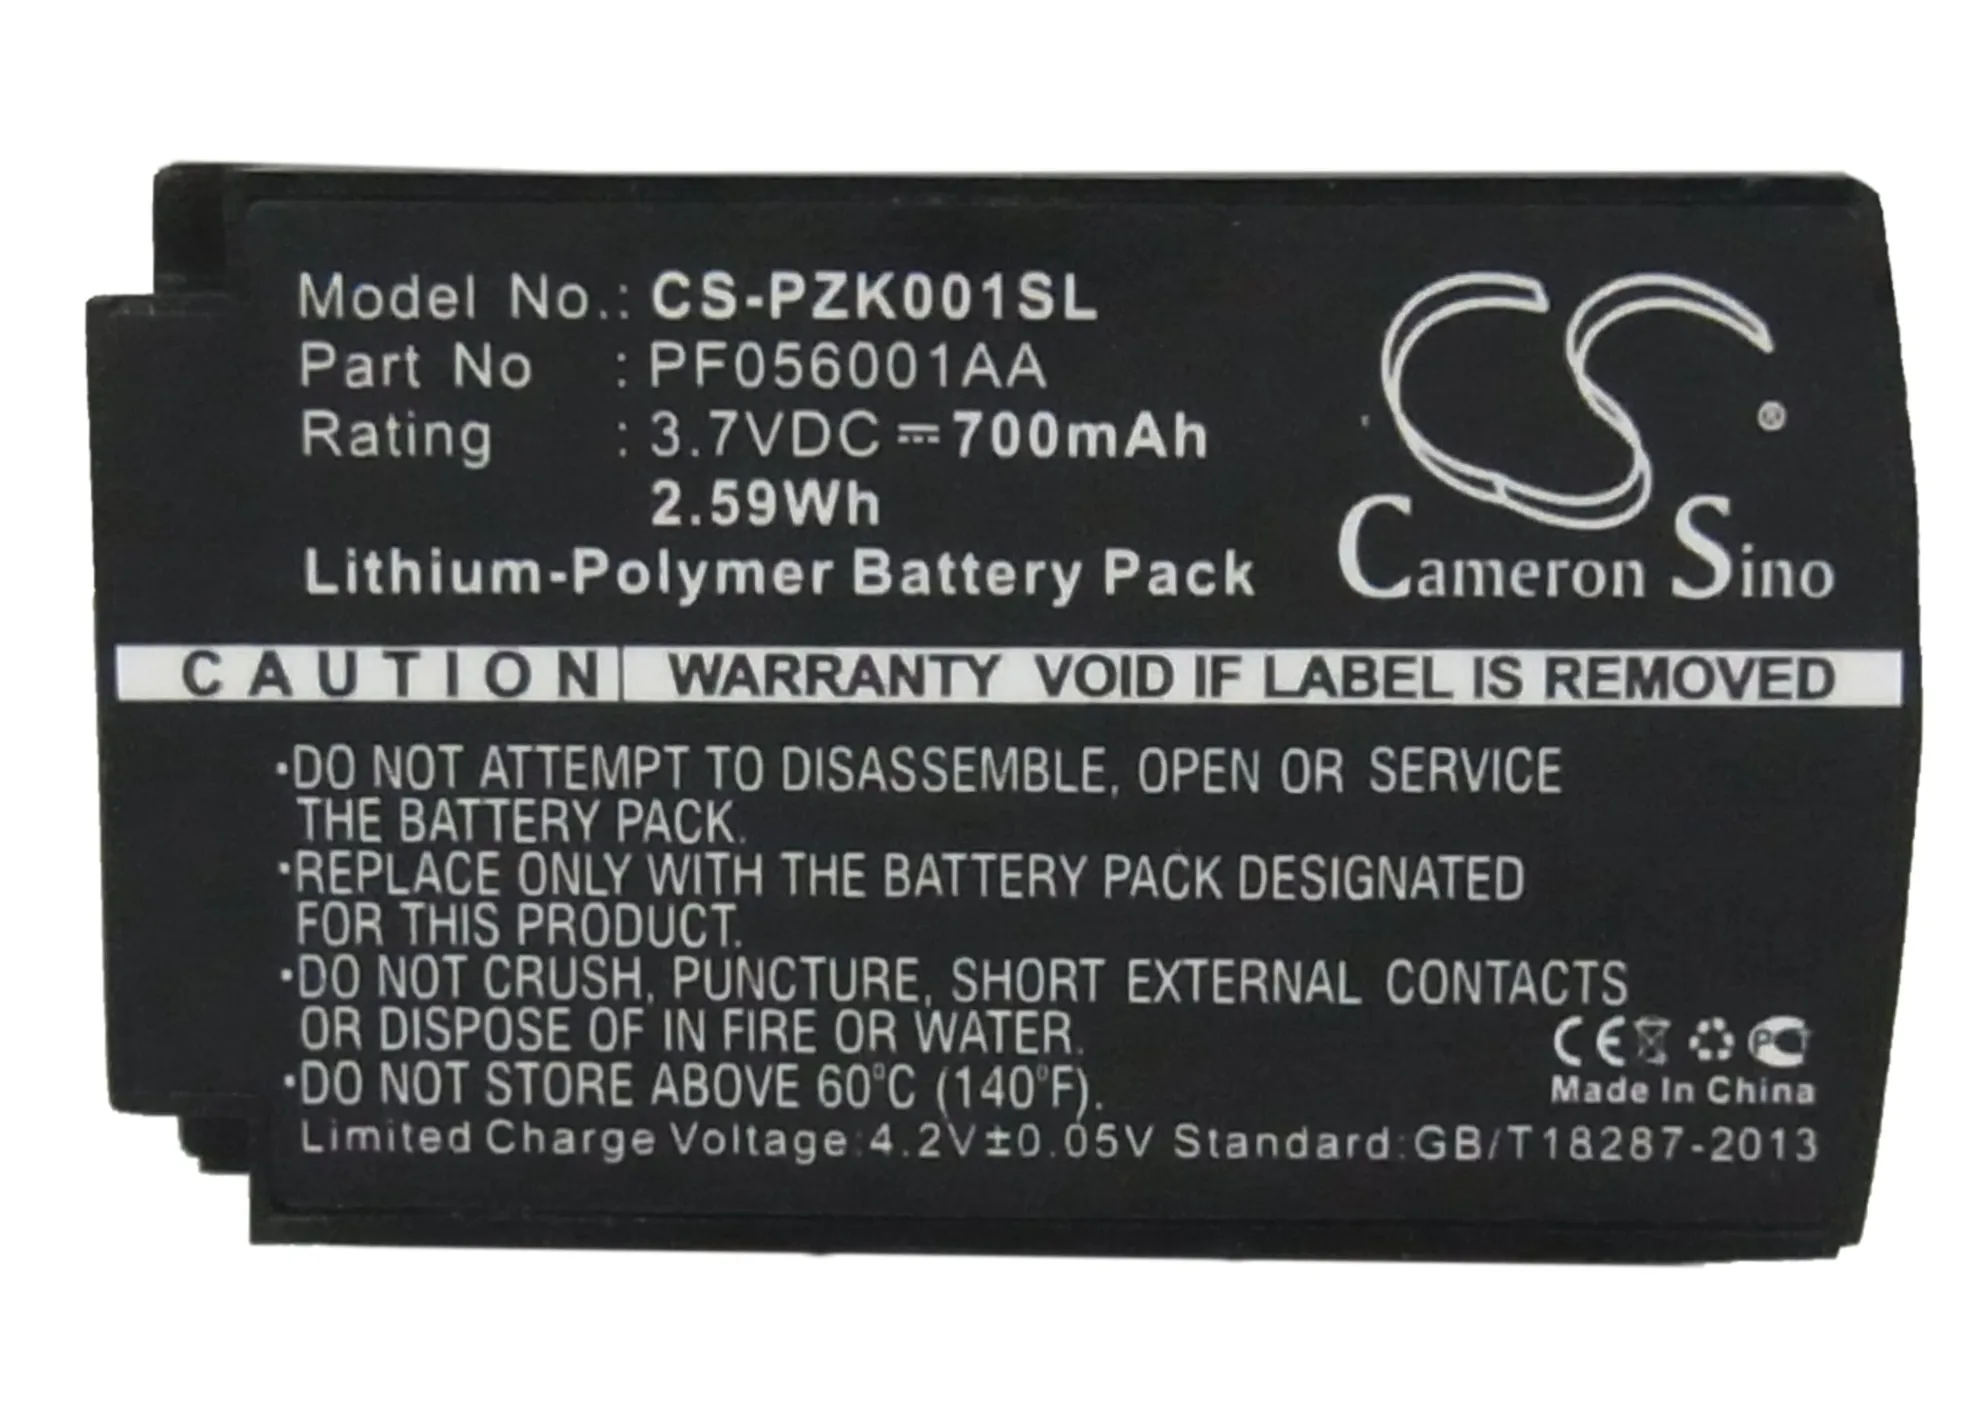 Model No.: CS-PZK001SL
Part No : PF056001AA
Rating : 3.7VDC ⎓ 700mAh
2.59Wh
Lithium-Polymer Battery Pack
CS ®
Cameron Sino
CAUTION WARRANTY VOID IF LABEL IS REMOVED
•DO NOT ATTEMPT TO DISASSEMBLE, OPEN OR SERVICE
THE BATTERY PACK.
•REPLACE ONLY WITH THE BATTERY PACK DESIGNATED
FOR THIS PRODUCT.
•DO NOT CRUSH, PUNCTURE, SHORT EXTERNAL CONTACTS
OR DISPOSE OF IN FIRE OR WATER.
•DO NOT STORE ABOVE 60°C (140°F).
CE PCT
Made In China
Limited Charge Voltage:4.2V±0.05V Standard:GB/T18287-2013